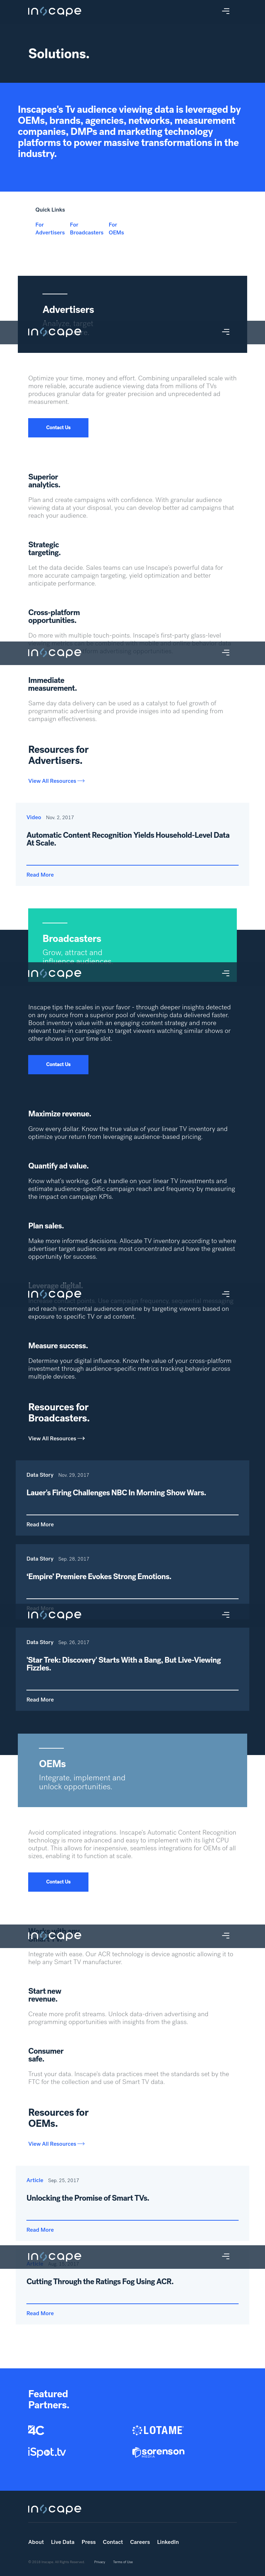 inscape
Solutions.
Inscapes's Tv audience viewing data is leveraged by
OEMs, brands, agencies, networks, measurement
companies, DMPs and marketing technology
platforms to power massive transformations in the
industry.
Quick Links
For Advertisers
For Broadcasters
For OEMs
Advertisers
inscape
Optimize your time, money and effort. Combining unparalleled scale with
more reliable, accurate audience viewing data from millions of TVs
produces granular data for greater precision and unprecedented ad
measurement.
Contact Us
Superior
analytics.
Plan and create campaigns with confidence. With granular audience
viewing data at your disposal, you can develop better ad campaigns that
reach your audience.
Strategic
targeting.
Let the data decide. Sales teams can use Inscape's powerful data for
more accurate campaign targeting, yield optimization and better
anticipate performance.
Cross-platform
opportunities.
Do more with multiple touch-points. Inscape's first-party glass-level
inscape
Immediate
measurement.
Same day data delivery can be used as a catalyst to fuel growth of
programmatic advertising and provide insiges into ad spending from
campaign effectiveness.
Resources for
Advertisers.
View All Resources
Video Nov. 2, 2017
Automatic Content Recognition Yields Household-Level Data
At Scale.
Read More
Broadcasters
Grow, attract and
influence audiences
inscape
Inscape tips the scales in your favor - through deeper insights detected
on any source from a superior pool of viewership data delivered faster.
Boost inventory value with an engaging content strategy and more
relevant tune-in campaigns to target viewers watching similar shows or
other shows in your time slot.
Contact Us
Maximize revenue.
Grow every dollar. Know the true value of your linear TV inventory and
optimize your return from leveraging audience-based pricing.
Quantify ad value.
Know what's working. Get a handle on your linear TV investments and
estimate audience-specific campaign reach and frequency by measuring
the impact on campaign KPIs.
Plan sales.
Make more informed decisions. Allocate TV inventory according to where
advertiser target audiences are most concentrated and have the greatest
opportunity for success.
Leverage digital.
inscape
and reach incremental audiences online by targeting viewers based on
exposure to specific TV or ad content.
Measure success.
Determine your digital influence. Know the value of your cross-platform
investment through audience-specific metrics tracking behavior across
multiple devices.
Resources for
Broadcasters.
View All Resources
Data Story Nov. 29, 2017
Lauer's Firing Challenges NBC In Morning Show Wars.
Read More
Data Story Sep. 28, 2017
'Empire' Premiere Evokes Strong Emotions.
inscape
Data Story Sep. 26, 2017
'Star Trek: Discovery' Starts With a Bang, But Live-Viewing
Fizzles.
Read More
OEMs
Integrate, implement and
unlock opportunities.
Avoid complicated integrations. Inscape's Automatic Content Recognition
technology is more advanced and easy to implement with its light CPU
output. This allows for inexpensive, seamless integrations for OEMs of all
sizes, enabling it to function at scale.
Contact Us
inscape
Integrate with ease. Our ACR technology is device agnostic allowing it to
help any Smart TV manufacturer.
Start new
revenue.
Create more profit streams. Unlock data-driven advertising and
programming opportunities with insights from the glass.
Consumer
safe.
Trust your data. Inscape's data practices meet the standards set by the
FTC for the collection and use of Smart TV data.
Resources for
OEMs.
View All Resources
Article Sep. 25, 2017
Unlocking the Promise of Smart TVs.
Read More
inscape
Cutting Through the Ratings Fog Using ACR.
Read More
Featured
Partners.
4C
LOTAME
iSpot.tv
sorenson
inscape
About Live Data Press Contact Careers LinkedIn
Privacy Terms of Use